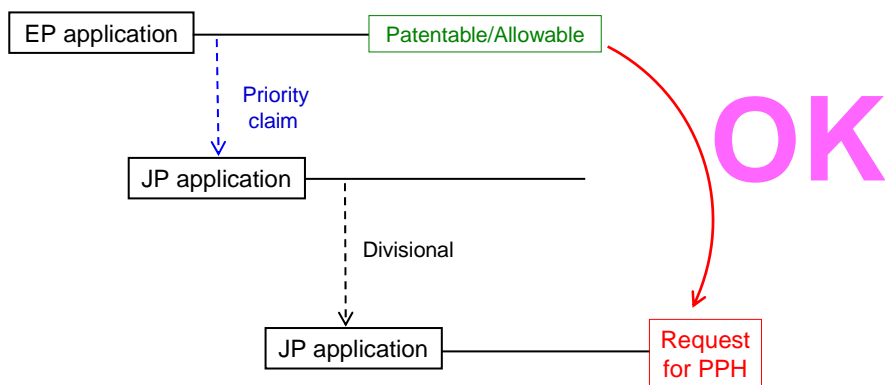 EP application
Patentable/Allowable
Priority
claim
OK
JP application
Divisional
JP application
Request
for PPH